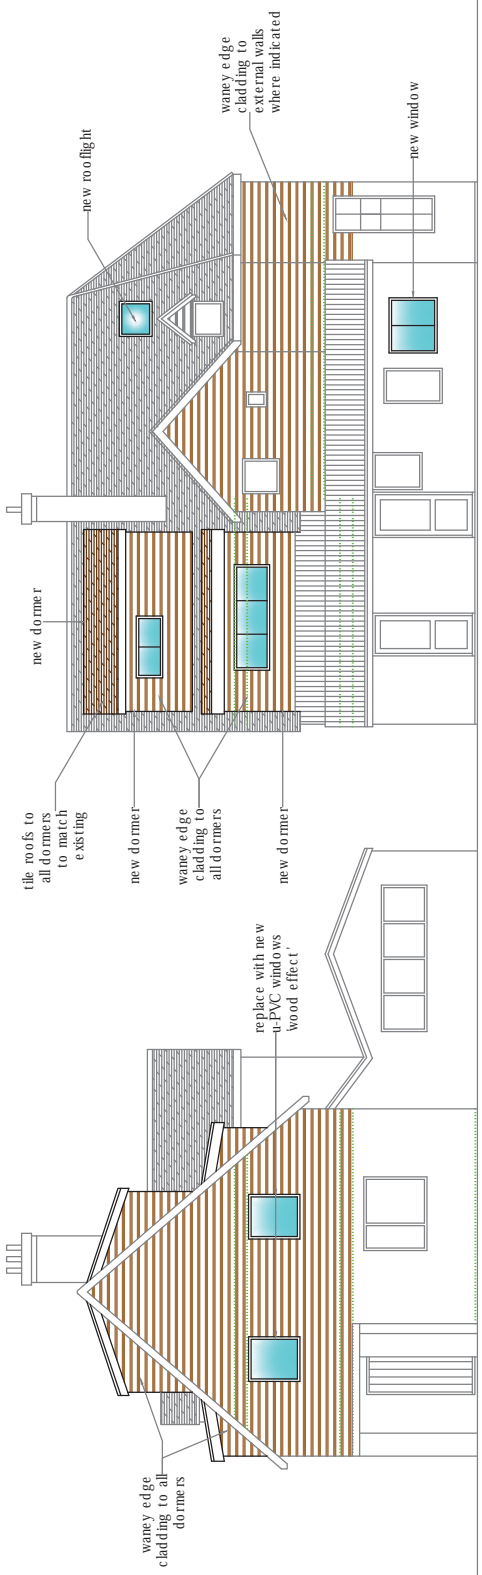 waney edge
cladding to all
dormers
replace with new
u-PVC windows
'wood effect'
tile roofs to
all dormers
to match
existing
new dormer
waney edge
cladding to
all dormers
new dormer
new dormer
new rooflight
waney edge
cladding to
external walls
where indicated
new window